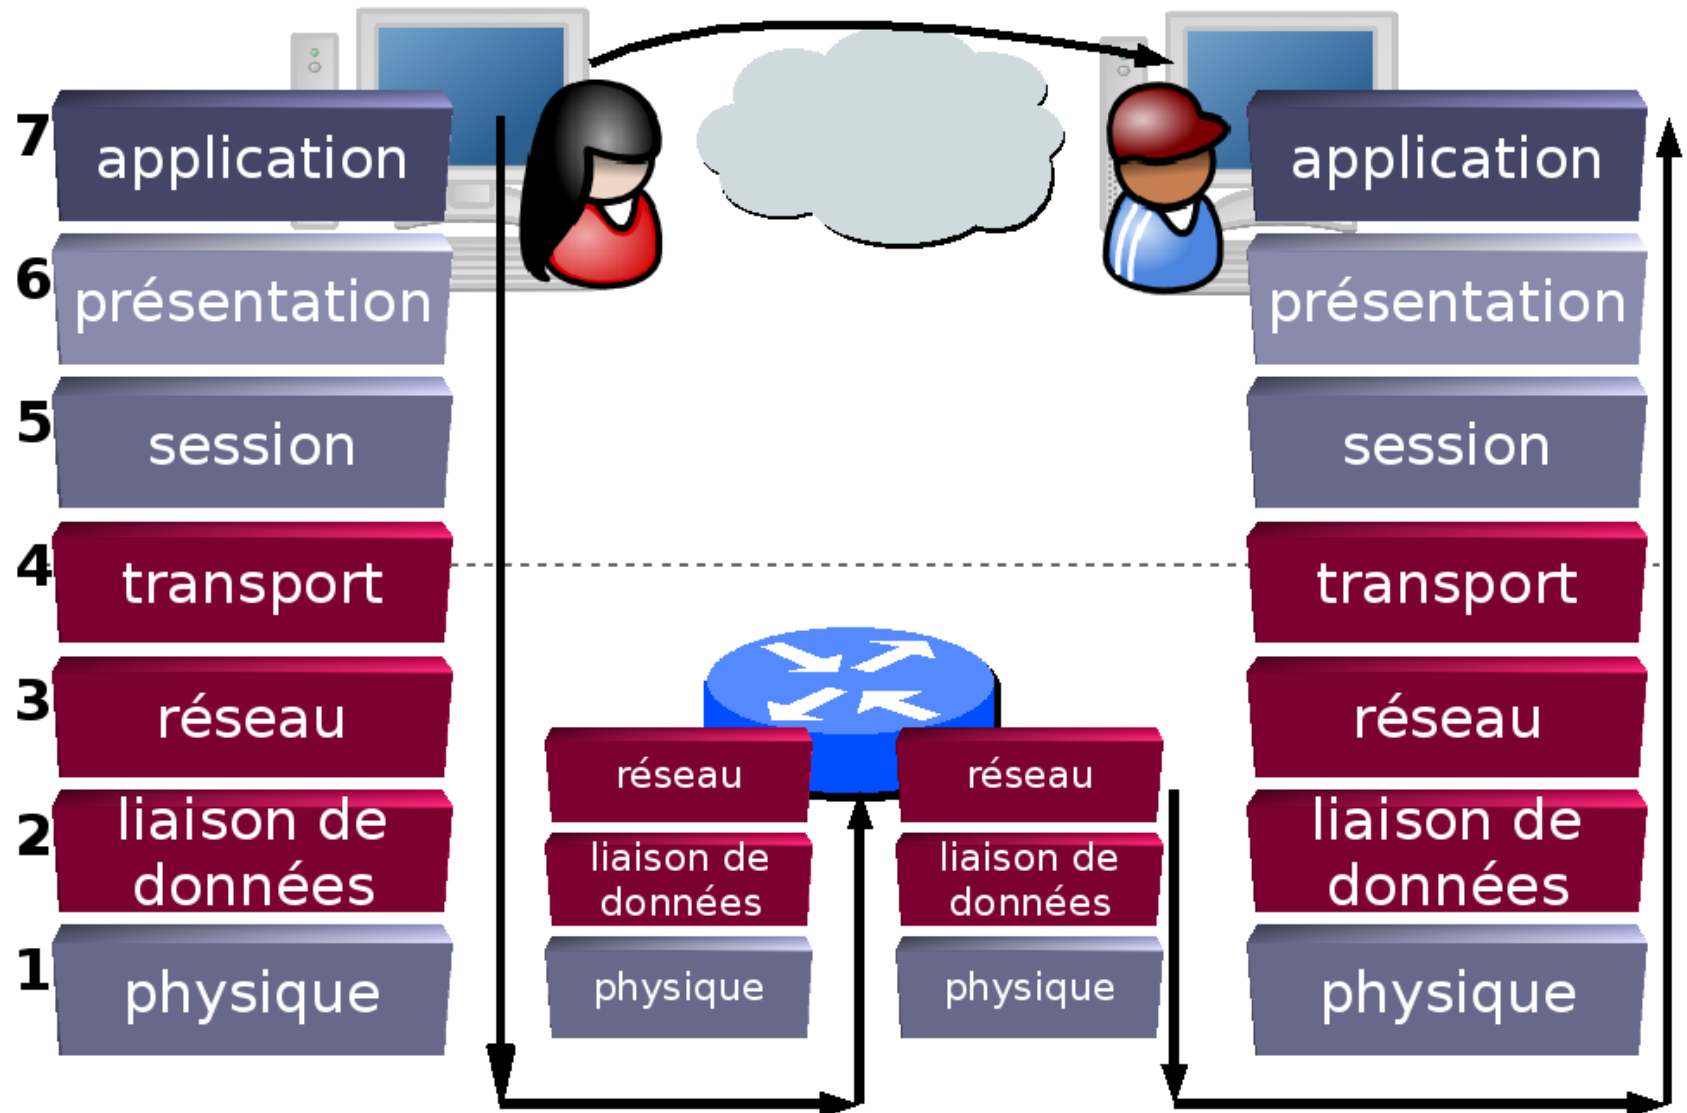 7
application
application
6
présentation
présentation
5
session
session
4
transport
transport
3
réseau
réseau
réseau
réseau
2
liaison de
données
liaison de
données
liaison de
données
liaison de
données
1
physique
physique
physique
physique